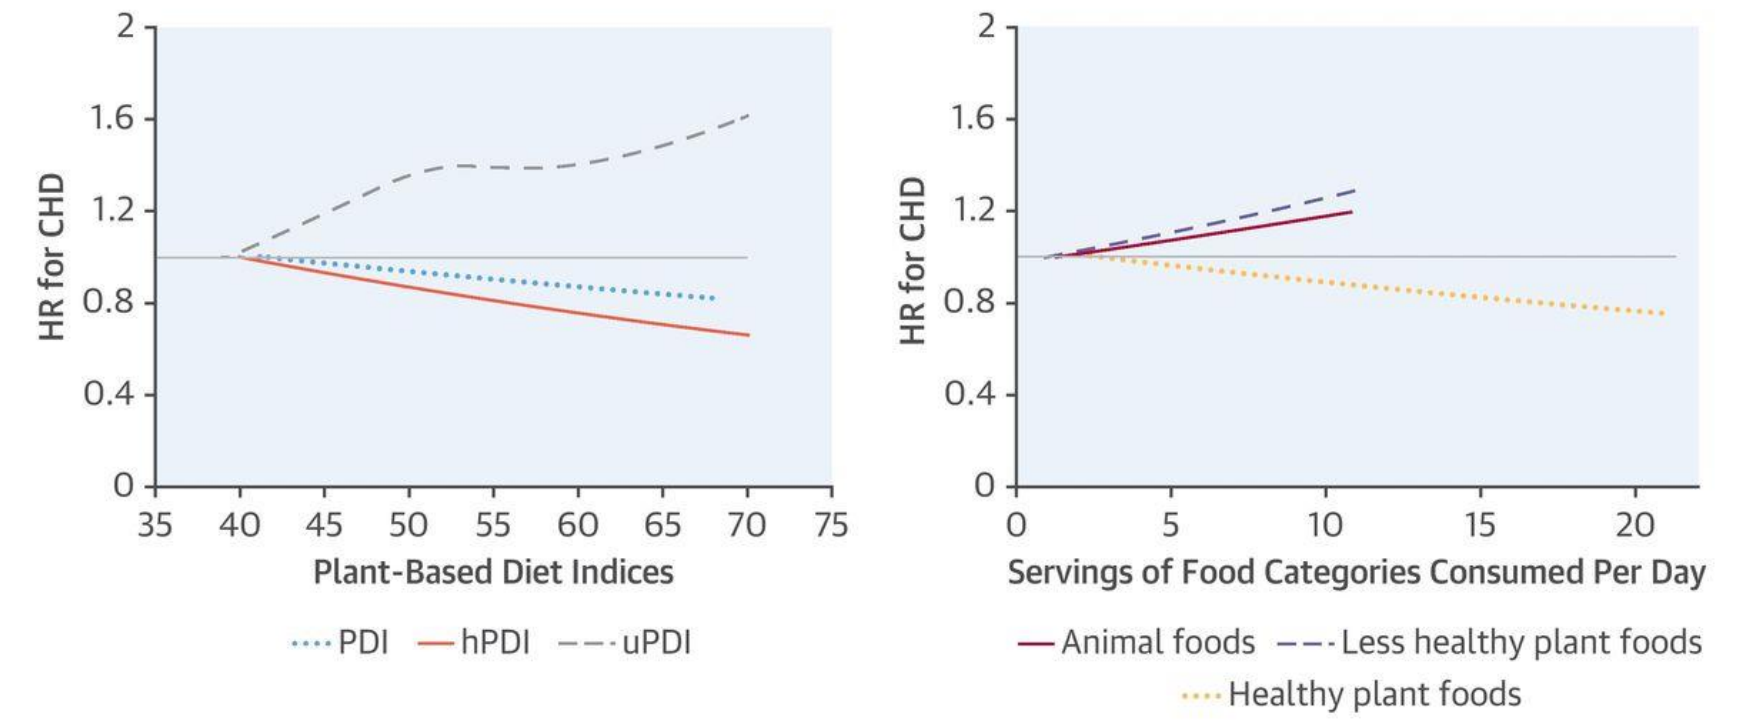 2
1.6
1.2
0.8
0.4
0
HR for CHD
35 40 45 50 55 60 65 70 75
Plant-Based Diet Indices
PDI hPDI uPDI
2
1.6
1.2
0.8
0.4
0
HR for CHD
0 5 10 15 20
Servings of Food Categories Consumed Per Day
Animal foods Less healthy plant foods
Healthy plant foods